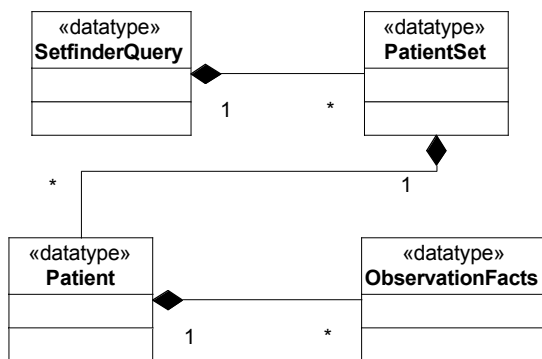 «datatype»
SetfinderQuery
«datatype»
PatientSet
1
*
*
1
«datatype»
Patient
«datatype»
ObservationFacts
1
*